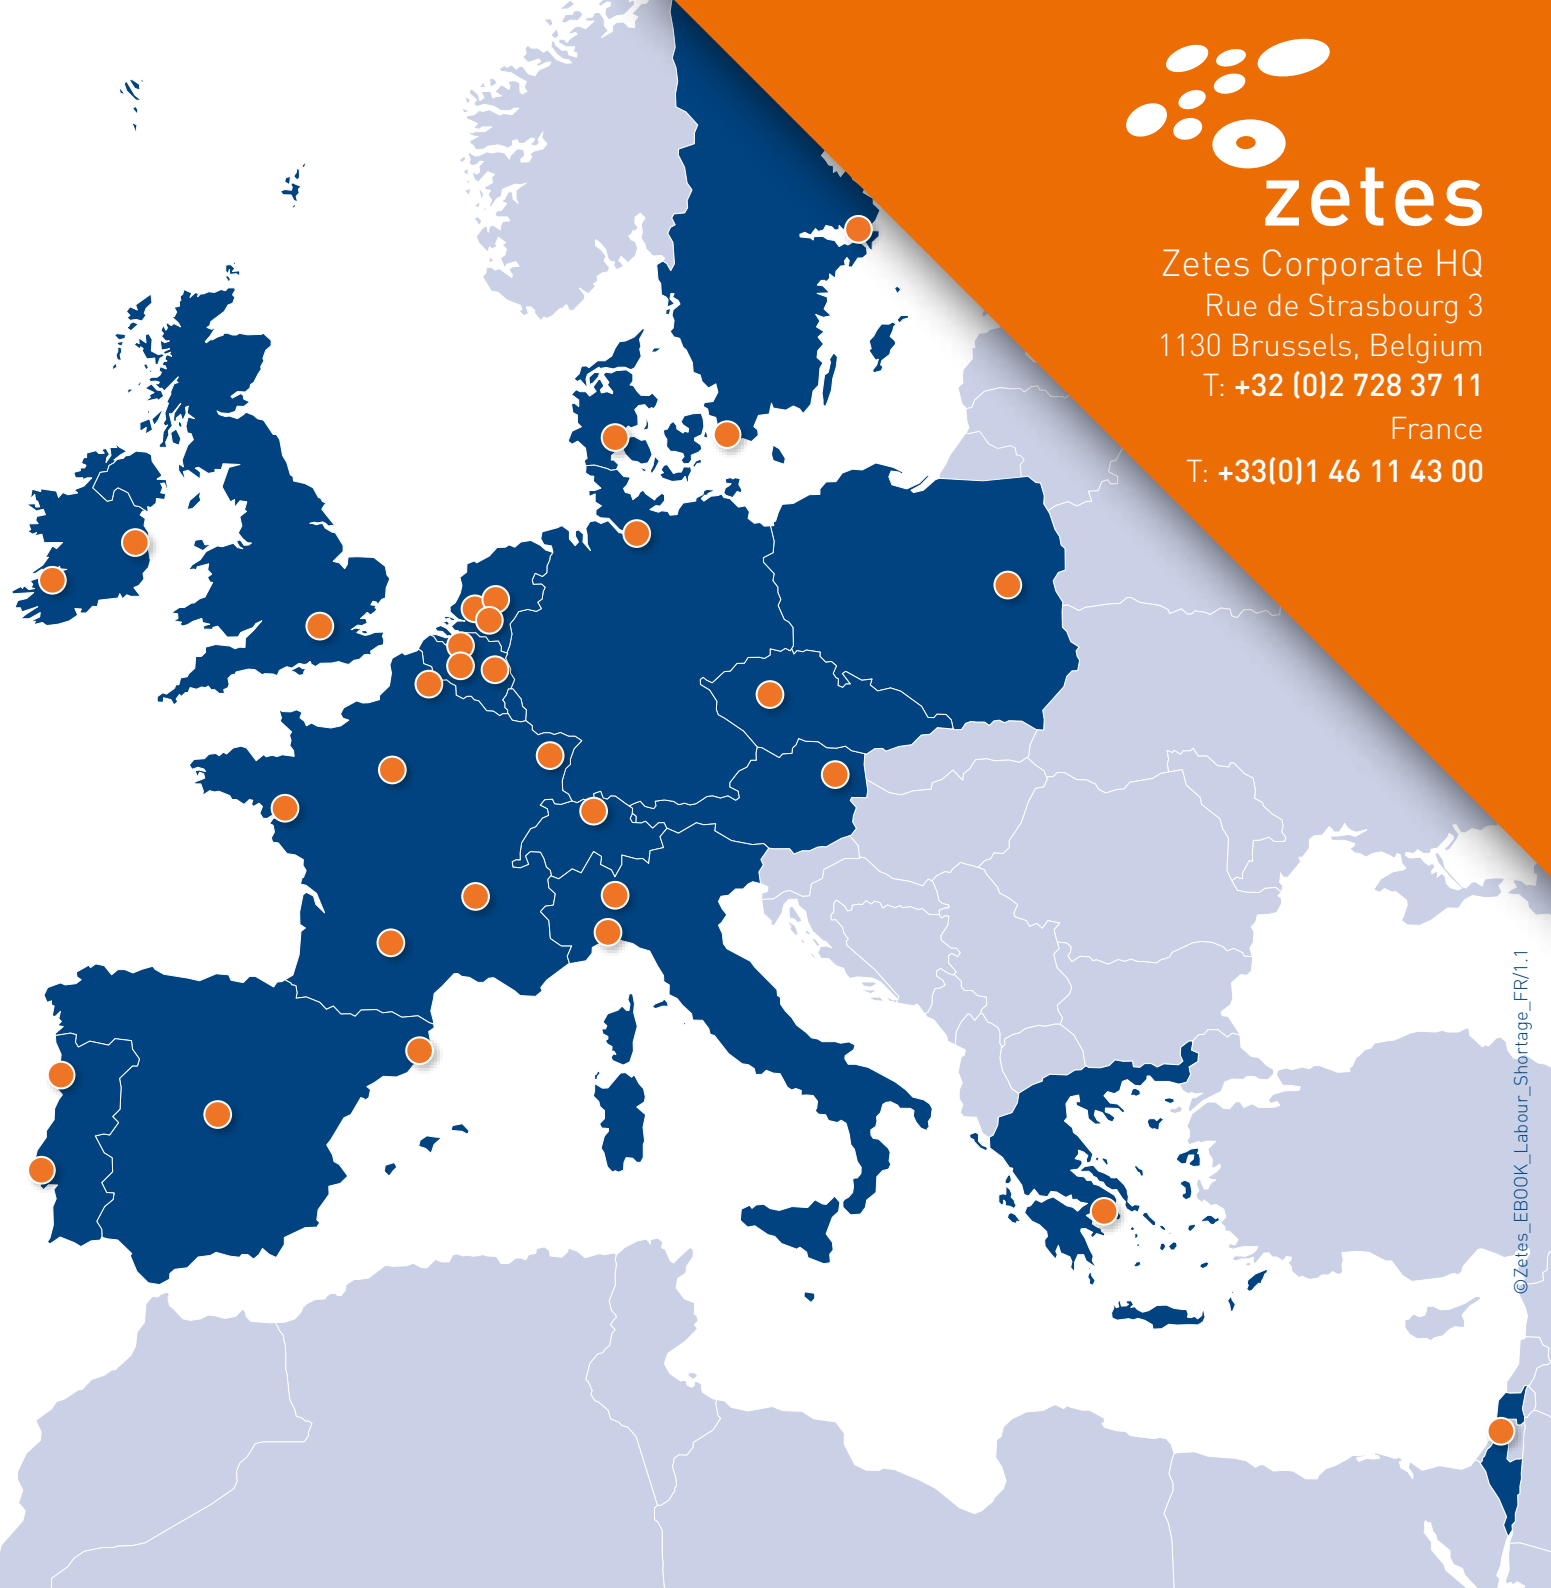 zetes
Zetes Corporate HQ
Rue de Strasbourg 3
1130 Brussels, Belgium
T: +32 (0)2 728 37 11
France
T: +33(0)1 46 11 43 00
©Zetes_EBOOK_Labour_Shortage_FR/1.1